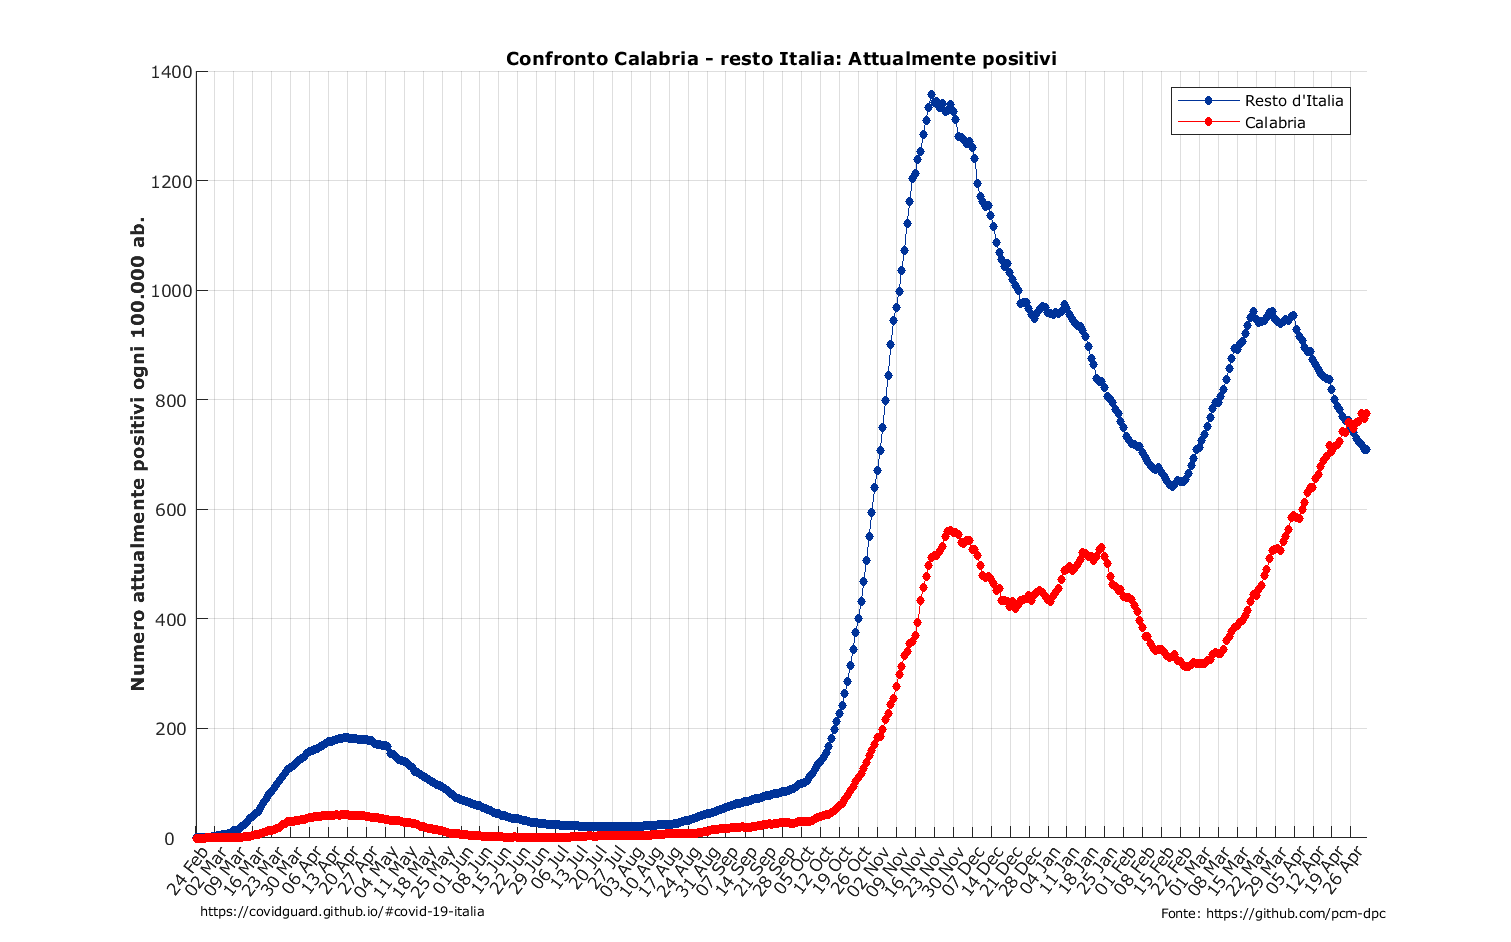 Confronto Calabria - resto Italia: Attualmente positivi
Resto d'Italia
Calabria
Numero attualmente positivi ogni 100.000 ab.
1400
1200
1000
800
600
400
200
0
24 Feb
02 Mar
09 Mar
16 Mar
23 Mar
30 Mar
06 Apr
13 Apr
20 Apr
27 Apr
04 May
11 May
18 May
25 May
01 Jun
08 Jun
15 Jun
22 Jun
29 Jun
06 Jul
13 Jul
20 Jul
27 Jul
03 Aug
10 Aug
17 Aug
24 Aug
31 Aug
07 Sep
14 Sep
21 Sep
28 Sep
05 Oct
12 Oct
19 Oct
26 Oct
02 Nov
09 Nov
16 Nov
23 Nov
30 Nov
07 Dec
14 Dec
21 Dec
28 Dec
04 Jan
11 Jan
18 Jan
25 Jan
01 Feb
08 Feb
15 Feb
22 Feb
01 Mar
08 Mar
15 Mar
22 Mar
29 Mar
05 Apr
12 Apr
19 Apr
26 Apr
https://covidguard.github.io/#covid-19-italia
Fonte: https://github.com/pcm-dpc